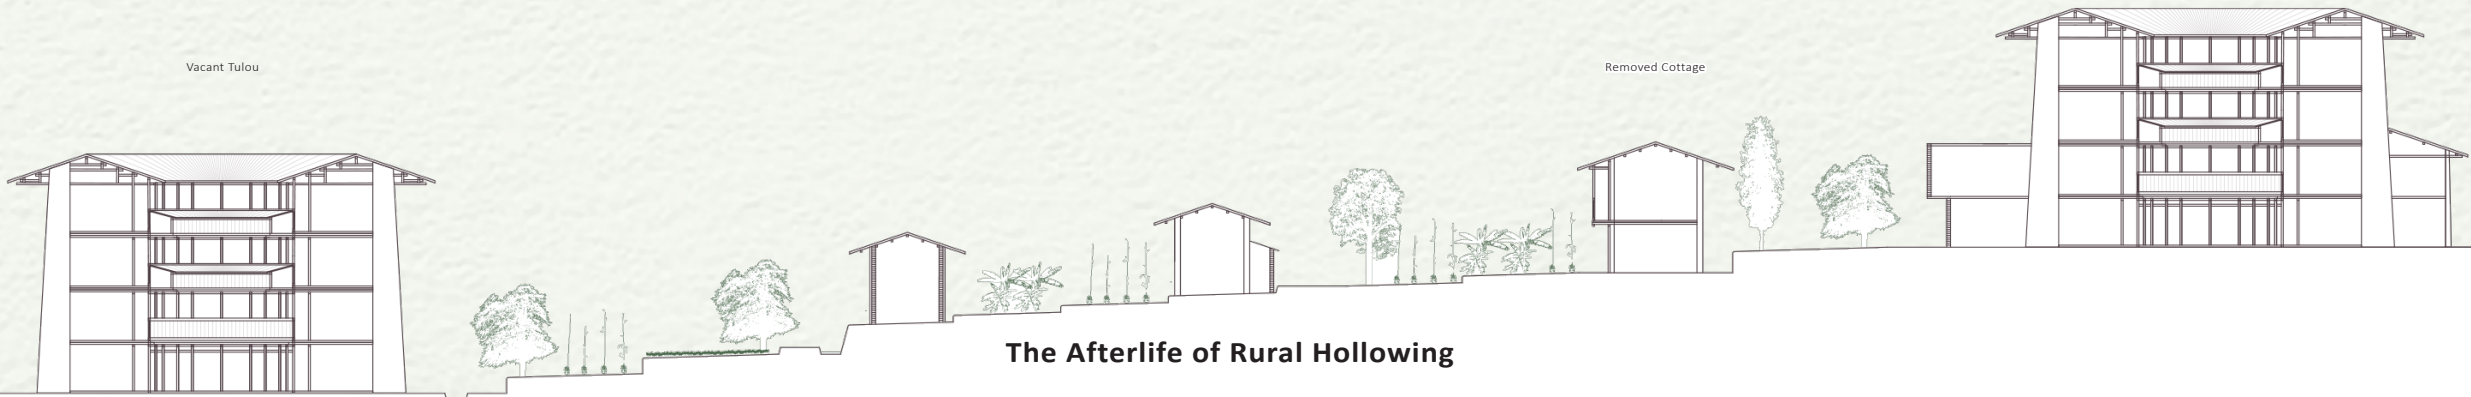 Vacant Tulou
Removed Cottage
The Afterlife of Rural Hollowing